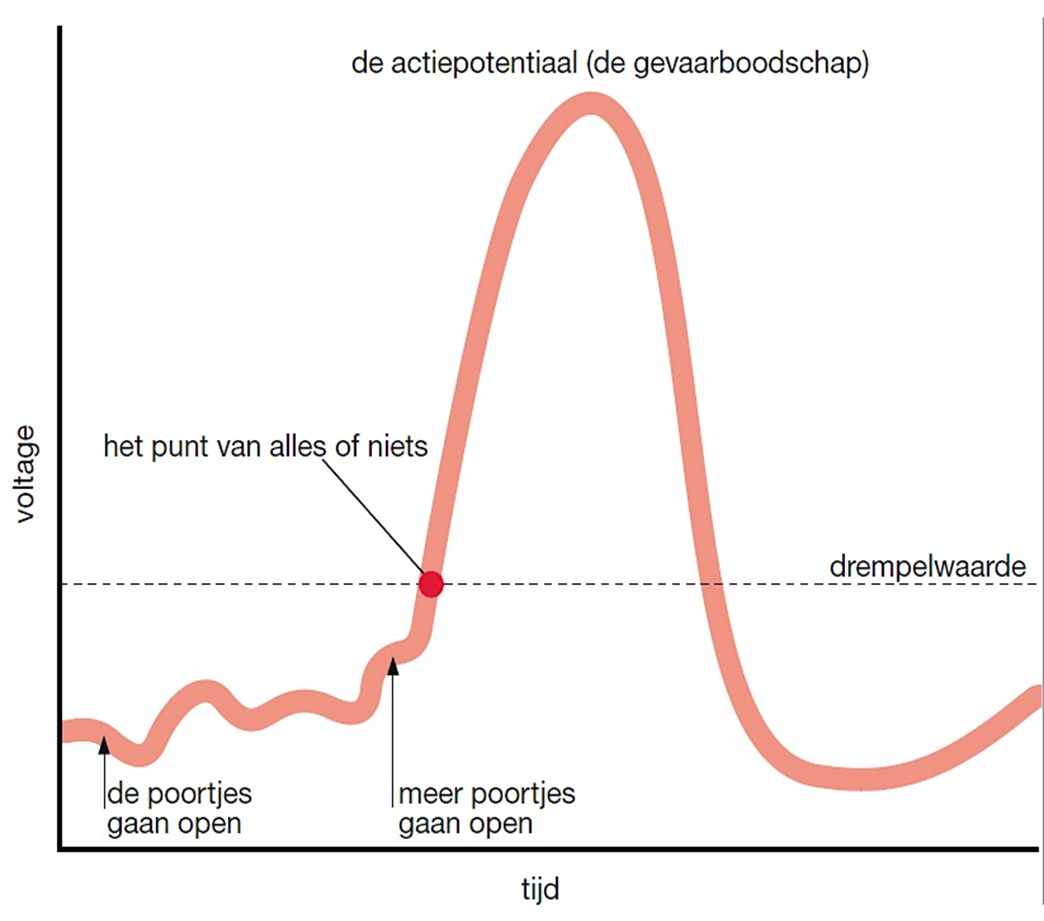 de actiepotentiaal (de gevaarboodschap)
het punt van alles of niets
voltage
drempelwaarde
de poortjes
gaan open
meer poortjes
gaan open
tijd